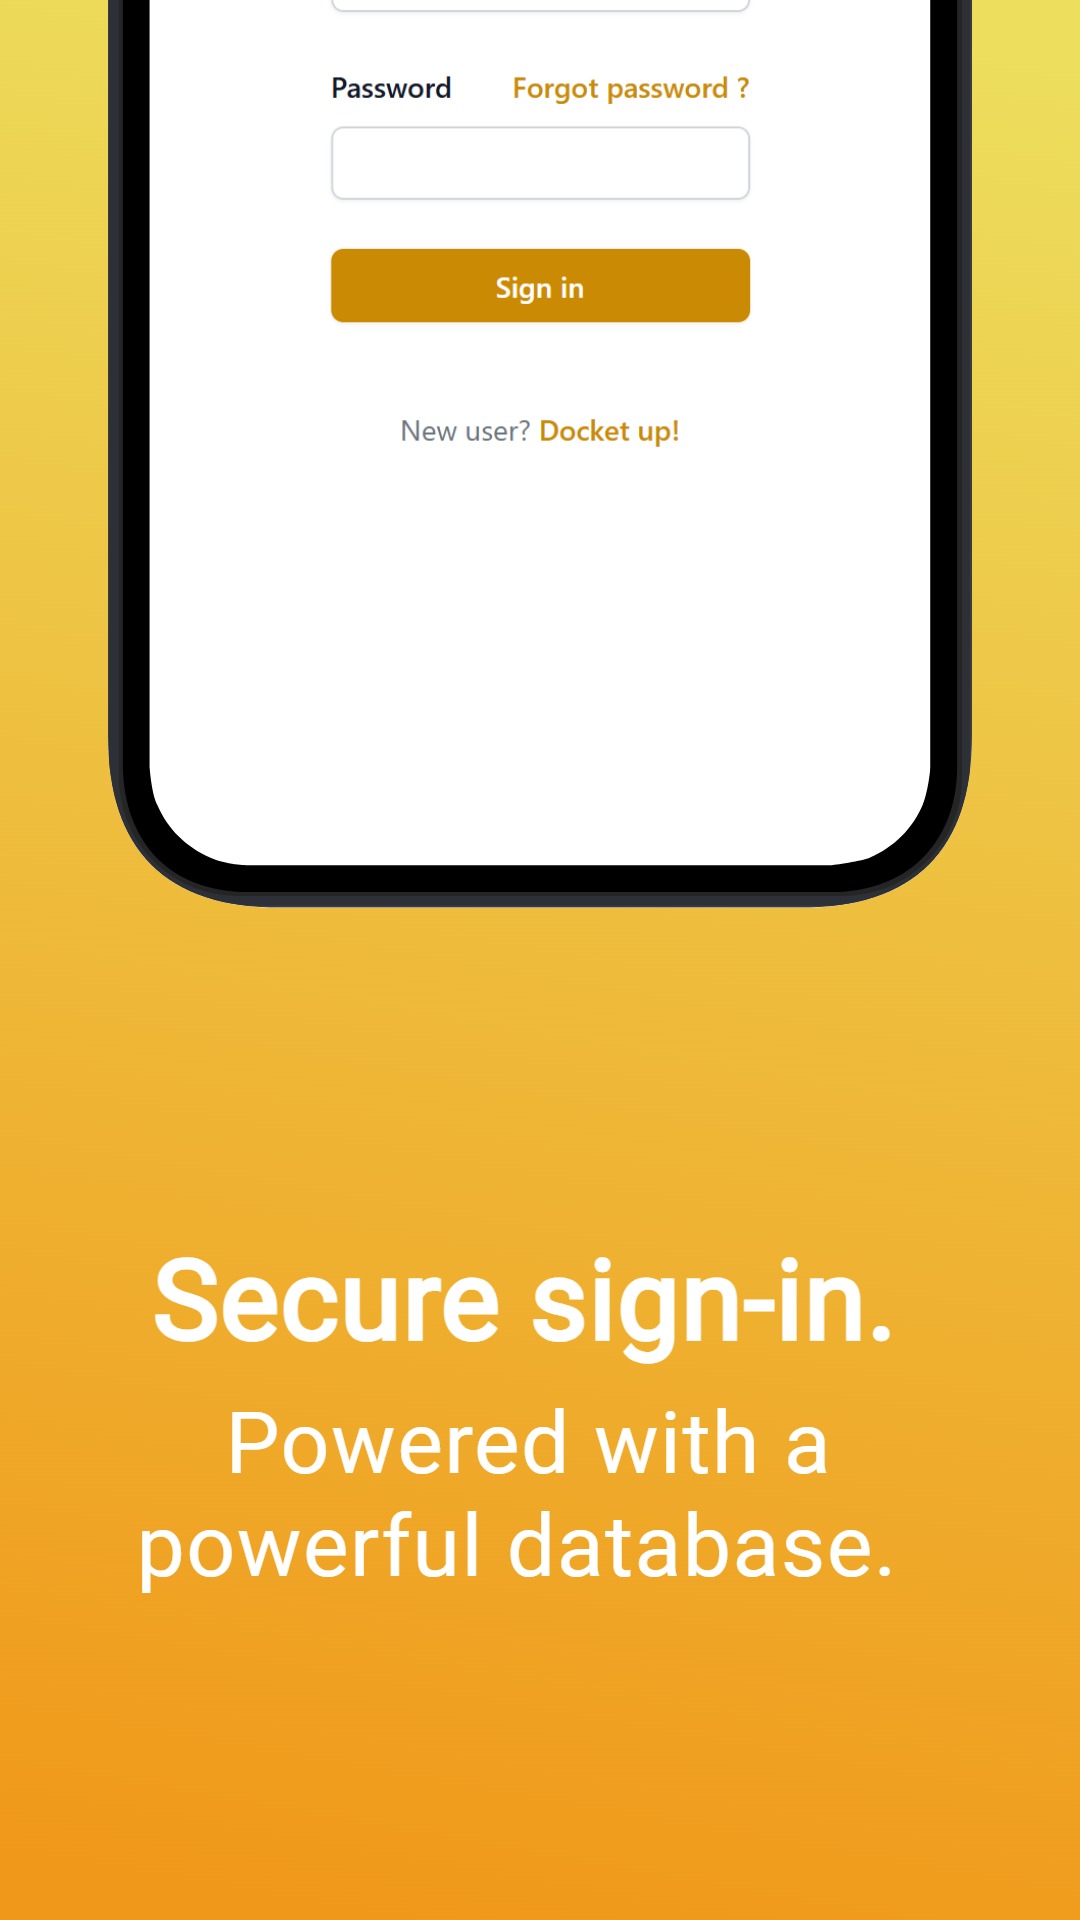 Password Forgot password ?
Sign in
New user? Docket up!
Secure sign-in.
Powered with a
powerful database.